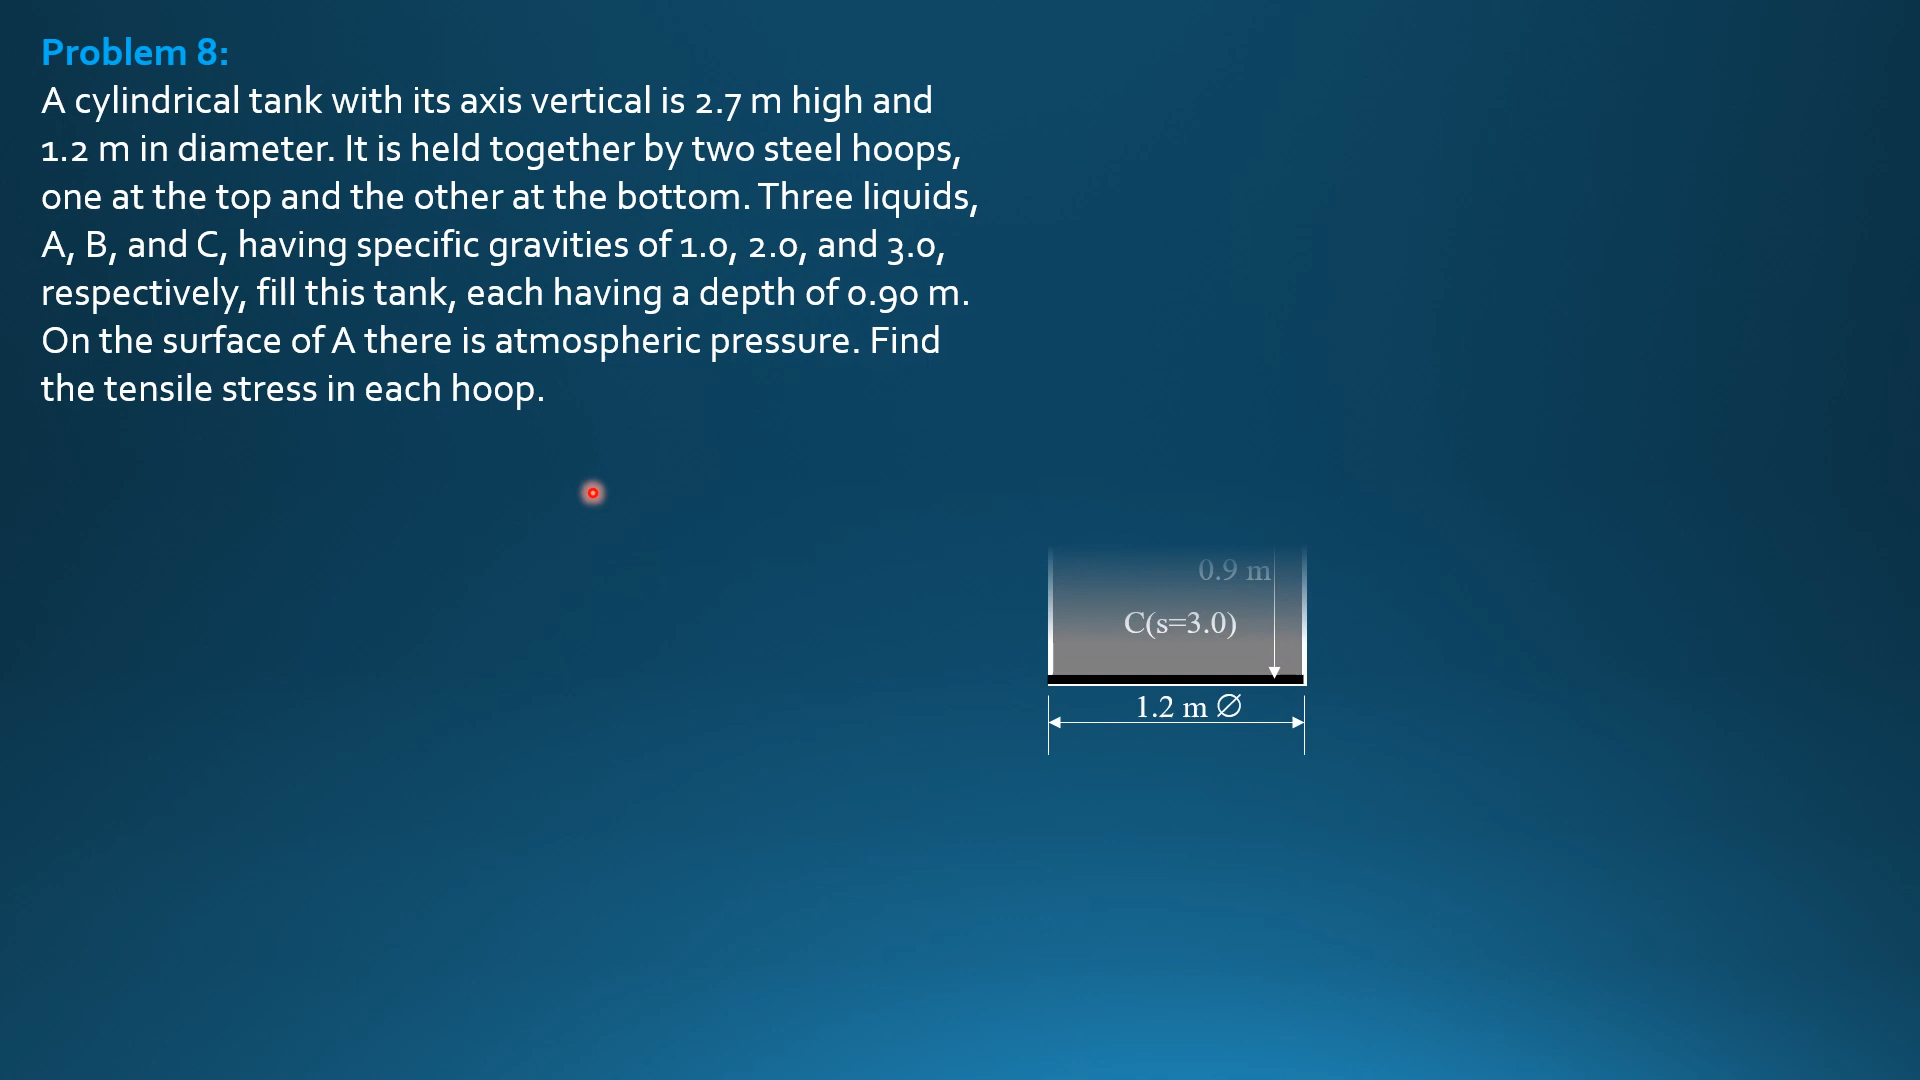 Problem 8:
A cylindrical tank with its axis vertical is 2.7 m high and
1.2 m in diameter. It is held together by two steel hoops,
one at the top and the other at the bottom. Three liquids,
A, B, and C, having specific gravities of 1.0, 2.0, and 3.0,
respectively, fill this tank, each having a depth of 0.90 m.
On the surface of A there is atmospheric pressure. Find
the tensile stress in each hoop.
0.9 m
C(s=3.0)
1.2 m ∅